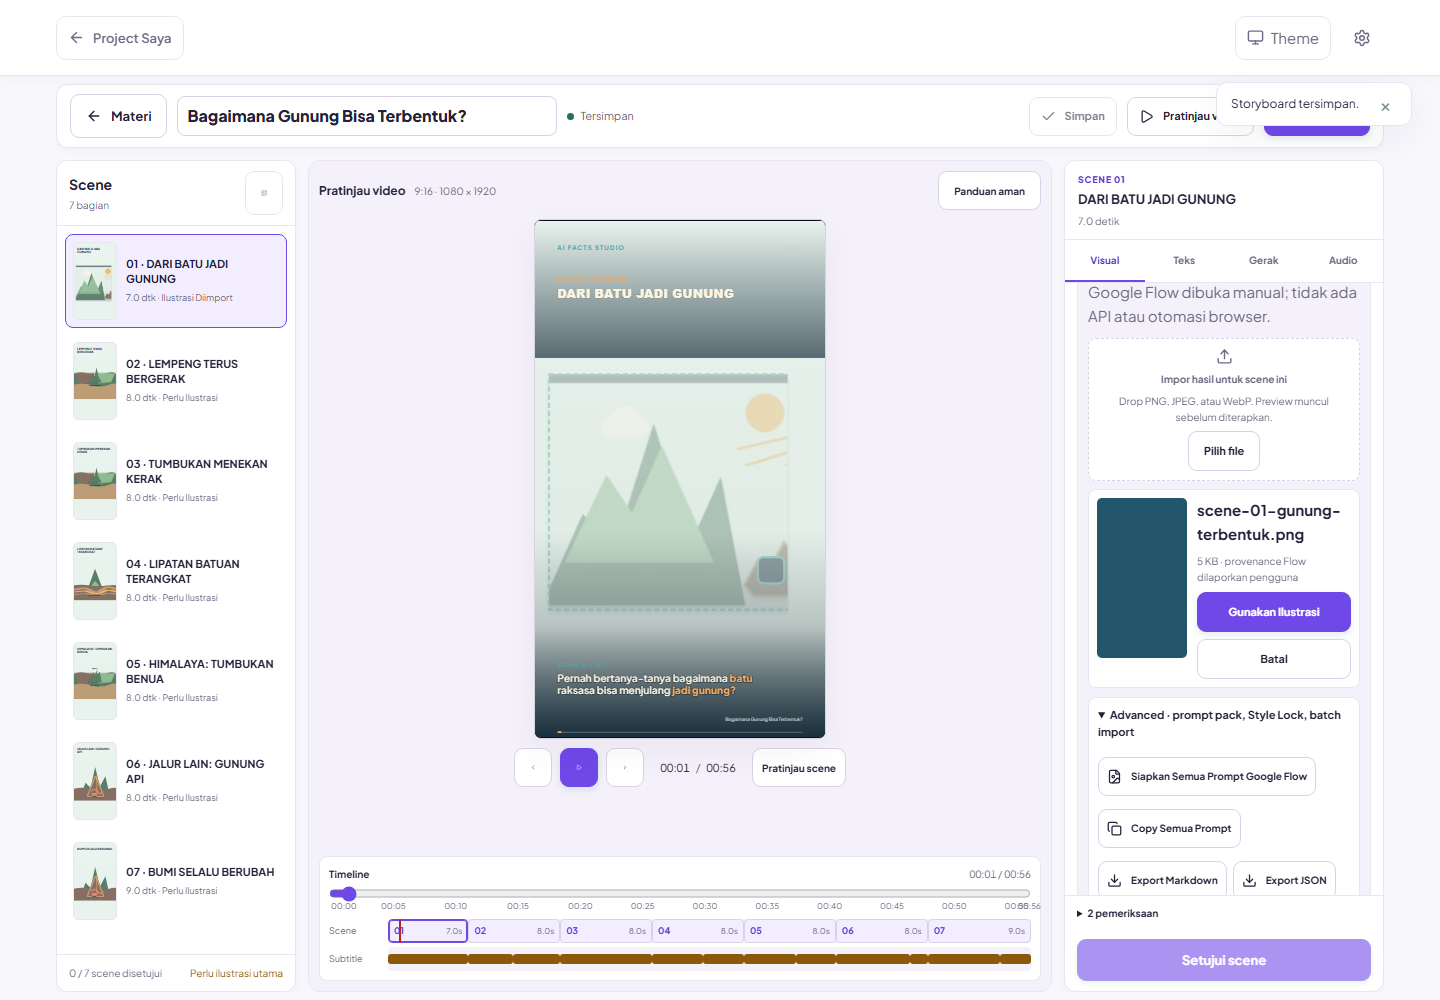 Project Saya
Theme
Materi
Bagaimana Gunung Bisa Terbentuk?
Tersimpan
Simpan
Pratinjau
Storyboard tersimpan.
Scene
7 bagian
01 · DARI BATU JADI
GUNUNG
7.0 dtk · Ilustrasi Diimport
02 · LEMPENG TERUS
BERGERAK
8.0 dtk · Perlu Ilustrasi
03 · TUMBUKAN MENEKAN
KERAK
8.0 dtk · Perlu Ilustrasi
04 · LIPATAN BATUAN
TERANGKAT
8.0 dtk · Perlu Ilustrasi
05 · HIMALAYA: TUMBUKAN
BENUA
8.0 dtk · Perlu Ilustrasi
06 · JALUR LAIN: GUNUNG
API
8.0 dtk · Perlu Ilustrasi
07 · BUMI SELALU BERUBAH
9.0 dtk · Perlu Ilustrasi
0 / 7 scene disetujui
Perlu ilustrasi utama
Pratinjau video
9:16 · 1080 × 1920
Panduan aman
AI FACTS STUDIO
DARI BATU JADI GUNUNG
Pernah bertanya-tanya bagaimana batu
raksasa bisa menjulang jadi gunung?
Bagaimana Gunung Bisa Terbentuk?
00:01 / 00:56
Pratinjau scene
Timeline
00:01 / 00:56
00:00 00:05 00:10 00:15 00:20 00:25 00:30 00:35 00:40 00:45 00:50
Scene
01 7.0s 02 8.0s 03 8.0s 04 8.0s 05 8.0s 06 8.0s 07 9.0s
Subtitle
SCENE 01
DARI BATU JADI GUNUNG
7.0 detik
Visual Teks Gerak Audio
Google Flow dibuka manual; tidak ada
API atau otomasi browser.
Impor hasil untuk scene ini
Drop PNG, JPEG, atau WebP. Preview muncul
sebelum diterapkan.
Pilih file
scene-01-gunung-
terbentuk.png
5 KB · provenance Flow
dilaporkan pengguna
Gunakan Ilustrasi
Batal
Advanced · prompt pack, Style Lock, batch
import
Siapkan Semua Prompt Google Flow
Copy Semua Prompt
Export Markdown
Export JSON
2 pemeriksaan
Setujui scene